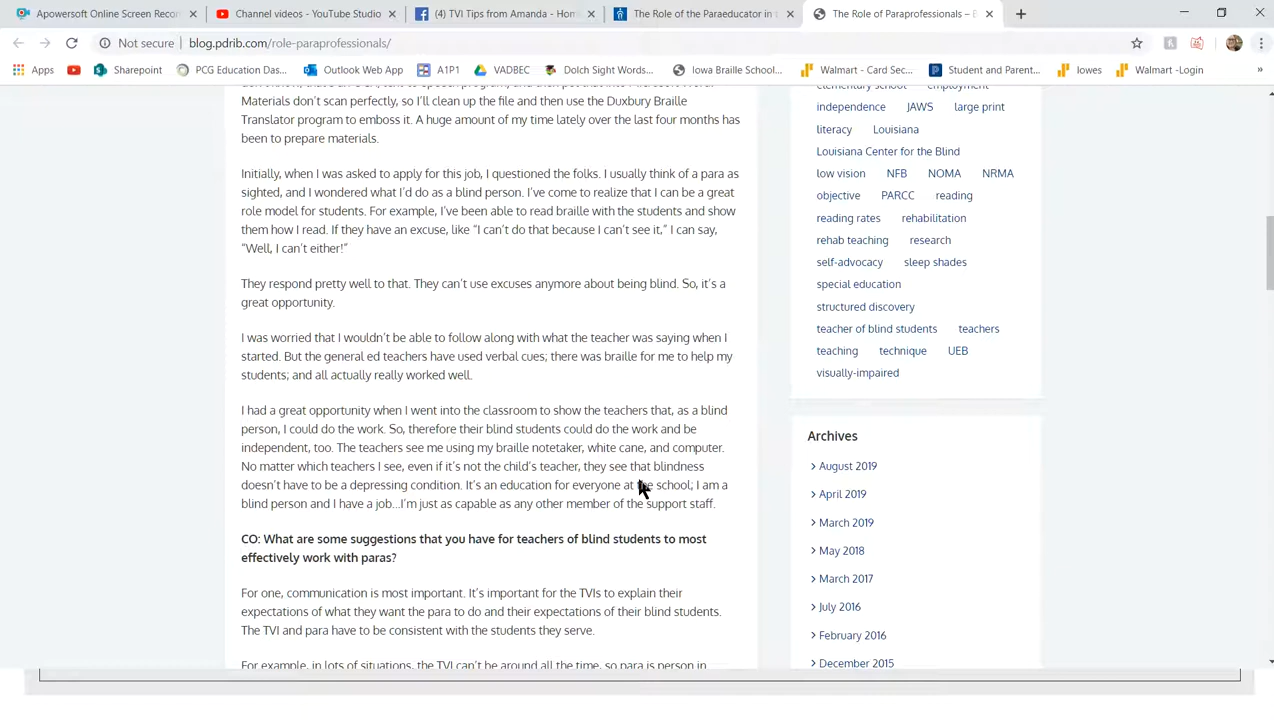 Apowersoft Online Screen Recor
Channel videos - YouTube Studio
(4) TVI Tips from Amanda - Hom
The Role of the Paraeducator in t
The Role of Paraprofessionals – B
Not secure
blog.pdrib.com/role-paraprofessionals/
Apps
Sharepoint
PCG Education Das...
Outlook Web App
A1P1
VADBEC
Dolch Sight Words...
Iowa Braille School...
Walmart - Card Sec...
Student and Parent...
lowes
Walmart -Login
»
Materials don't scan perfectly, so I'll clean up the file and then use the Duxbury Braille
Translator program to emboss it. A huge amount of my time lately over the last four months has
been to prepare materials.
Initially, when I was asked to apply for this job, I questioned the folks. I usually think of a para as
sighted, and I wondered what I'd do as a blind person. I've come to realize that I can be a great
role model for students. For example, I've been able to read braille with the students and show
them how I read. If they have an excuse, like “I can't do that because I can't see it,” I can say,
“Well, I can't either!”
They respond pretty well to that. They can't use excuses anymore about being blind. So, it's a
great opportunity.
I was worried that I wouldn't be able to follow along with what the teacher was saying when I
started. But the general ed teachers have used verbal cues; there was braille for me to help my
students; and all actually really worked well.
I had a great opportunity when I went into the classroom to show the teachers that, as a blind
person, I could do the work. So, therefore their blind students could do the work and be
independent, too. The teachers see me using my braille notetaker, white cane, and computer.
No matter which teachers I see, even if it's not the child's teacher, they see that blindness
doesn't have to be a depressing condition. It's an education for everyone at the school; I am a
blind person and I have a job...I'm just as capable as any other member of the support staff.
CO: What are some suggestions that you have for teachers of blind students to most
effectively work with paras?
For one, communication is most important. It's important for the TVIs to explain their
expectations of what they want the para to do and their expectations of their blind students.
The TVI and para have to be consistent with the students they serve.
For example, in lots of situations, the TVI can't be around all the time, so para is person in
elementary school employment
independence JAWS large print
literacy Louisiana
Louisiana Center for the Blind
low vision NFB NOMA NRMA
objective PARCC reading
reading rates rehabilitation
rehab teaching research
self-advocacy sleep shades
special education
structured discovery
teacher of blind students teachers
teaching technique UEB
visually-impaired
Archives
August 2019
April 2019
March 2019
May 2018
March 2017
July 2016
February 2016
December 2015